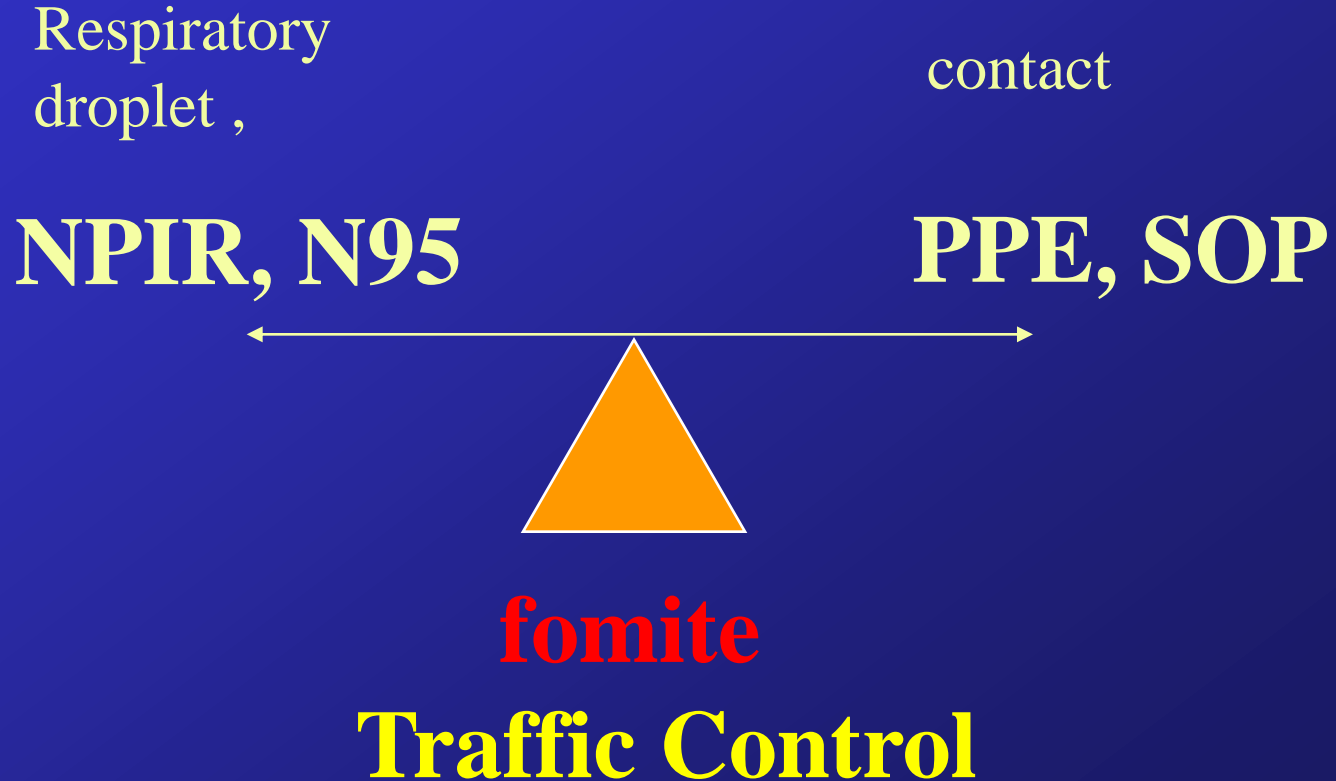 Respiratory
droplet ,
contact
NPIR, N95
PPE, SOP
fomite
Traffic Control